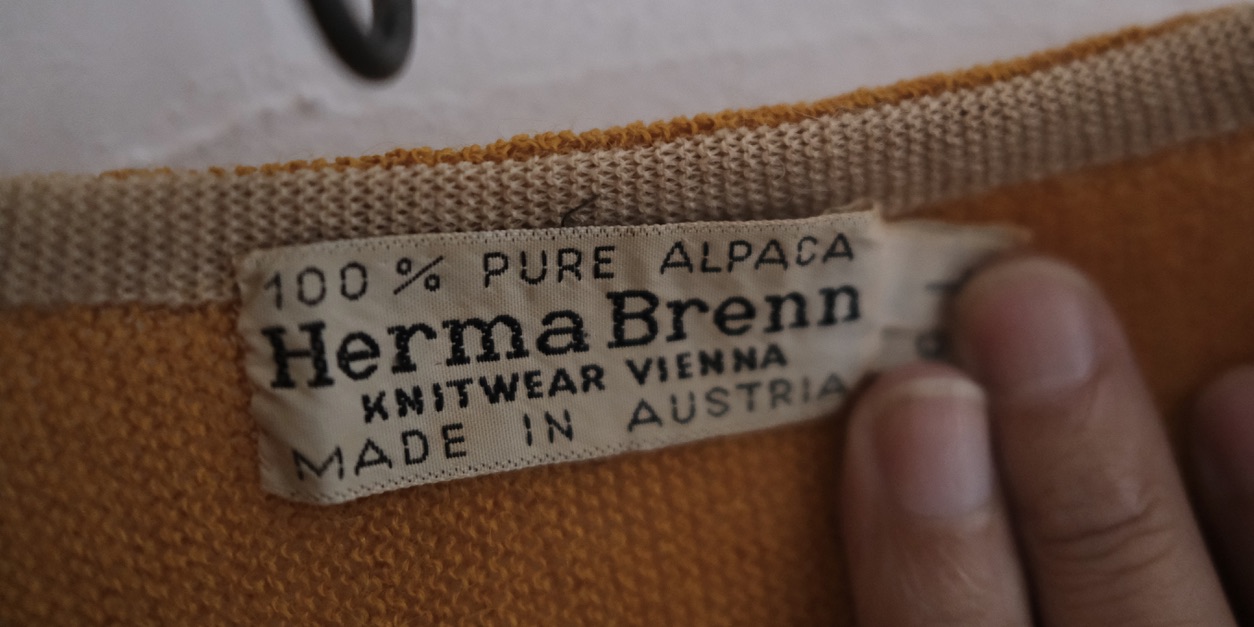 100% PURE ALPACA
Herma Brenn
KNITWEAR VIENNA
MADE IN AUSTRIA